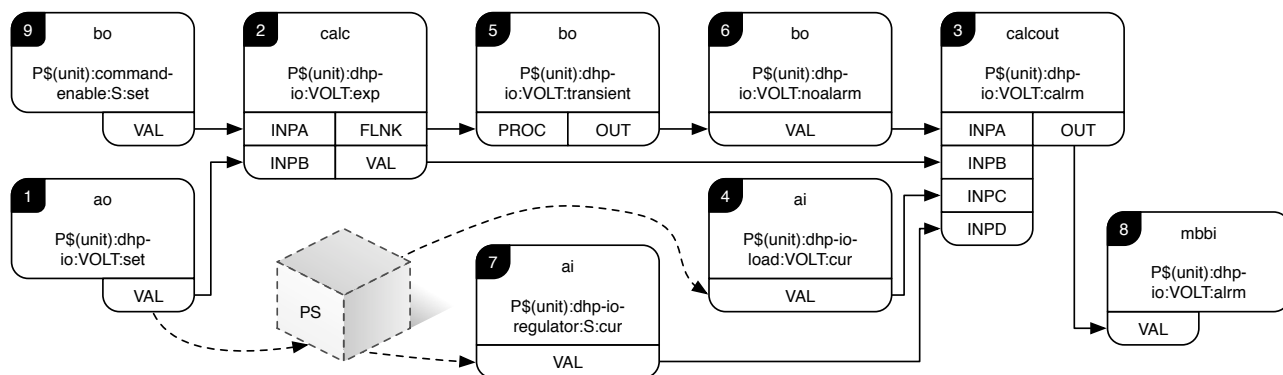 9
bo
P$(unit):command-
enable:S:set
VAL
2
calc
P$(unit):dhp-
io:VOLT:exp
INPA FLNK
INPB VAL
5
bo
P$(unit):dhp-
io:VOLT:transient
PROC OUT
6
bo
P$(unit):dhp-
io:VOLT:noalarm
VAL
3
calcout
P$(unit):dhp-
io:VOLT:calrm
INPA OUT
INPB
INPC
INPD
1
ao
P$(unit):dhp-
io:VOLT:set
VAL
PS
7
ai
P$(unit):dhp-io-
regulator:S:cur
VAL
4
ai
P$(unit):dhp-io-
load:VOLT:cur
VAL
8
mbbi
P$(unit):dhp-
io:VOLT:alrm
VAL